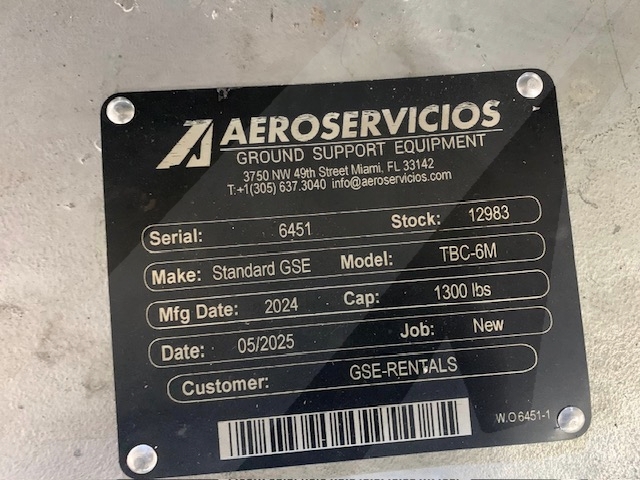 AEROSERVICIOS
GROUND SUPPORT EQUIPMENT
3750 NW 49th Street Miami, FL 33142
T:+1(305) 637.3040 info@aeroservicios.com
Serial: 6451 Stock: 12983
Make: Standard GSE Model: TBC-6M
Mfg Date: 2024 Cap: 1300 lbs
Date: 05/2025 Job: New
Customer: GSE-RENTALS
W.O 6451-1